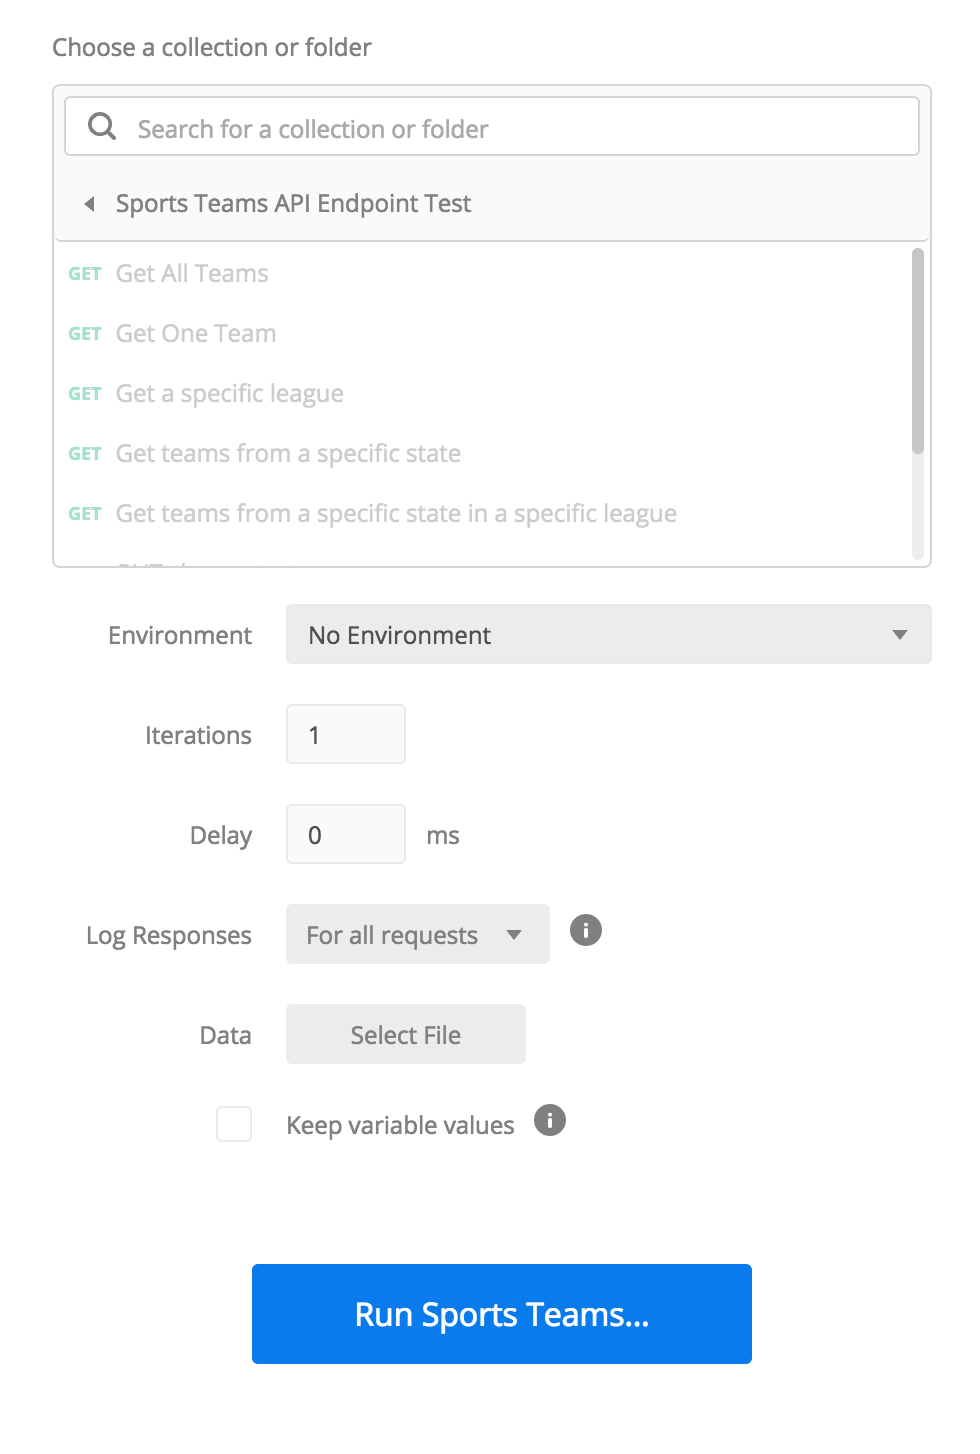 Choose a collection or folder
Search for a collection or folder
Sports Teams API Endpoint Test
GET Get All Teams
GET Get One Team
GET Get a specific league
GET Get teams from a specific state
GET Get teams from a specific state in a specific league
Environment No Environment
Iterations 1
Delay 0 ms
Log Responses For all requests
Data Select File
Keep variable values
Run Sports Teams...